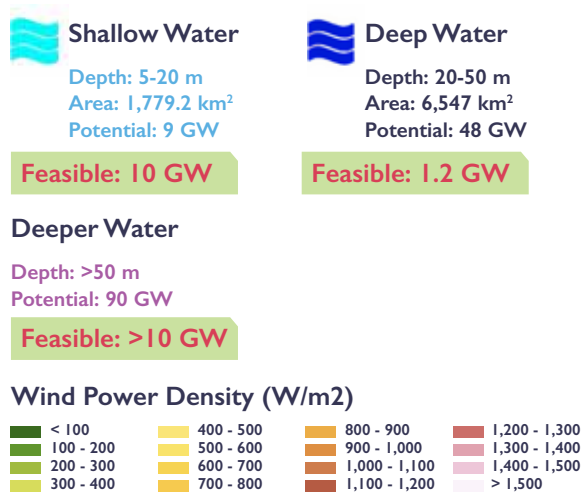 Shallow Water
Depth: 5-20 m
Area: 1,779.2 km²
Potential: 9 GW
Feasible: 10 GW
Deep Water
Depth: 20-50 m
Area: 6,547 km²
Potential: 48 GW
Feasible: 1.2 GW
Deeper Water
Depth: >50 m
Potential: 90 GW
Feasible: >10 GW
Wind Power Density (W/m2)
< 100
100 - 200
200 - 300
300 - 400
400 - 500
500 - 600
600 - 700
700 - 800
800 - 900
900 - 1,000
1,000 - 1,100
1,100 - 1,200
1,200 - 1,300
1,300 - 1,400
1,400 - 1,500
> 1,500